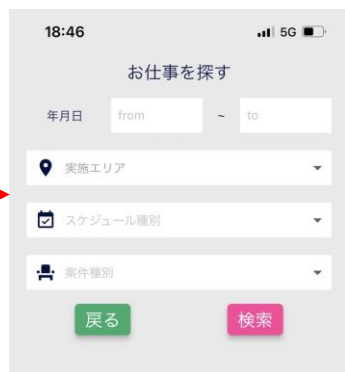 18:46 5G
お仕事を探す
年月日 from ~ to
実施エリア
スケジュール種別
案件種別
戻る 検索